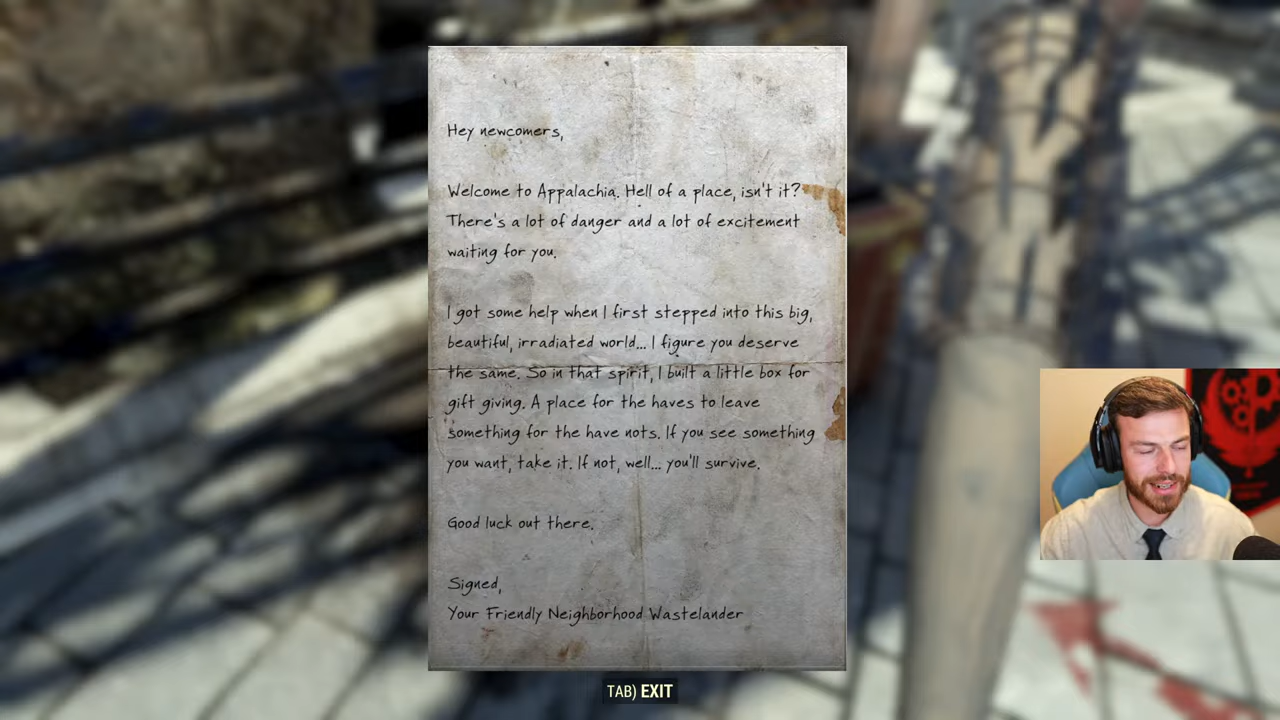 Hey newcomers,
Welcome to Appalachia. Hell of a place, isn't it?
There's a lot of danger and a lot of excitement
waiting for you.
I got some help when I first stepped into this big,
beautiful, irradiated world... I figure you deserve
the same. So in that spirit, I built a little box for
gift giving. A place for the haves to leave
something for the have nots. If you see something
you want, take it. If not, well... you'll survive.
Good luck out there.
Signed,
Your Friendly Neighborhood Wastelander
TAB) EXIT